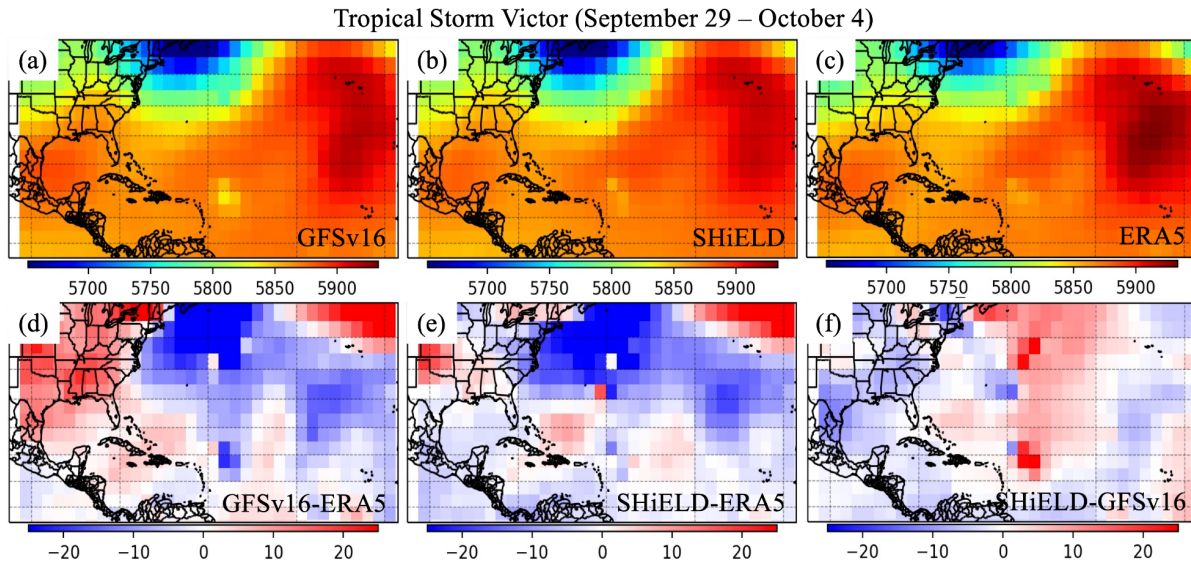 Tropical Storm Victor (September 29 – October 4)
(a) (b) (c)
GFSv16 SHiELD ERA5
5700 5750 5800 5850 5900 5700 5750 5800 5850 5900 5700 5750 5800 5850 5900
(d) (e) (f)
GFSv16-ERA5 SHiELD-ERA5 SHiELD-GFSv16
−20 −10 0 10 20 −20 −10 0 10 20 −20 −10 0 10 20